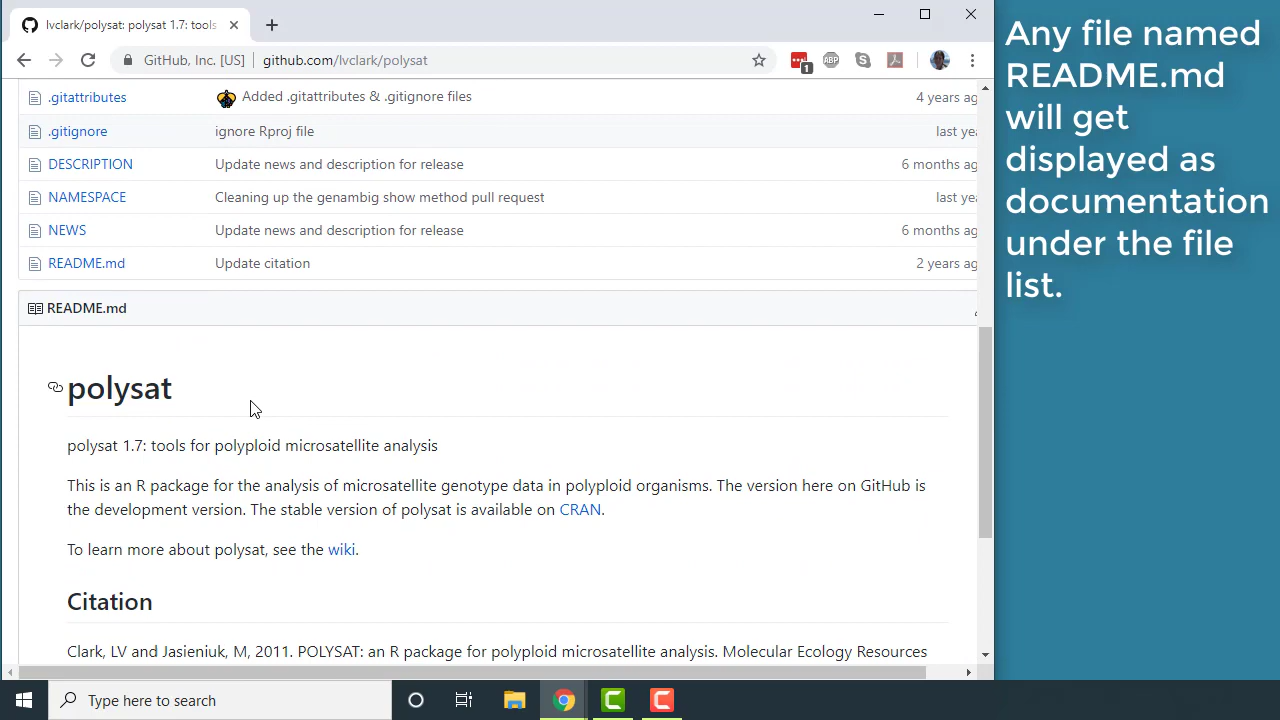 lvclark/polysat: polysat 1.7: tools
GitHub, Inc. [US] github.com/lvclark/polysat
1
ABP
.gitattributes Added .gitattributes & .gitignore files 4 years ag
.gitignore ignore Rproj file last yea
DESCRIPTION Update news and description for release 6 months ag
NAMESPACE Cleaning up the genambig show method pull request last yea
NEWS Update news and description for release 6 months ag
README.md Update citation 2 years ag
README.md
polysat
polysat 1.7: tools for polyploid microsatellite analysis
This is an R package for the analysis of microsatellite genotype data in polyploid organisms. The version here on GitHub is
the development version. The stable version of polysat is available on CRAN.
To learn more about polysat, see the wiki.
Citation
Clark, LV and Jasieniuk, M, 2011. POLYSAT: an R package for polyploid microsatellite analysis. Molecular Ecology Resources
Type here to search
Any file named
README.md
will get
displayed as
documentation
under the file
list.